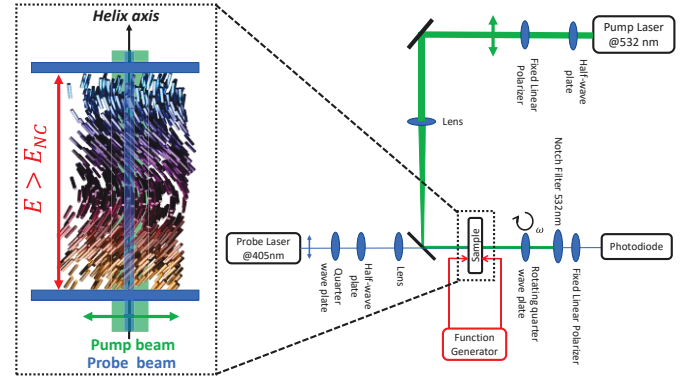 Helix axis
E > E_NC
Pump beam
Probe beam
Pump Laser
@532 nm
Fixed Linear
Polarizer
Half-wave
plate
Lens
Notch Filter 532nm
Probe Laser
@405nm
Quarter
wave plate
Half-wave
plate
Lens
Sample
ω
Rotating quarter
wave plate
Fixed Linear Polarizer
Photodiode
Function
Generator